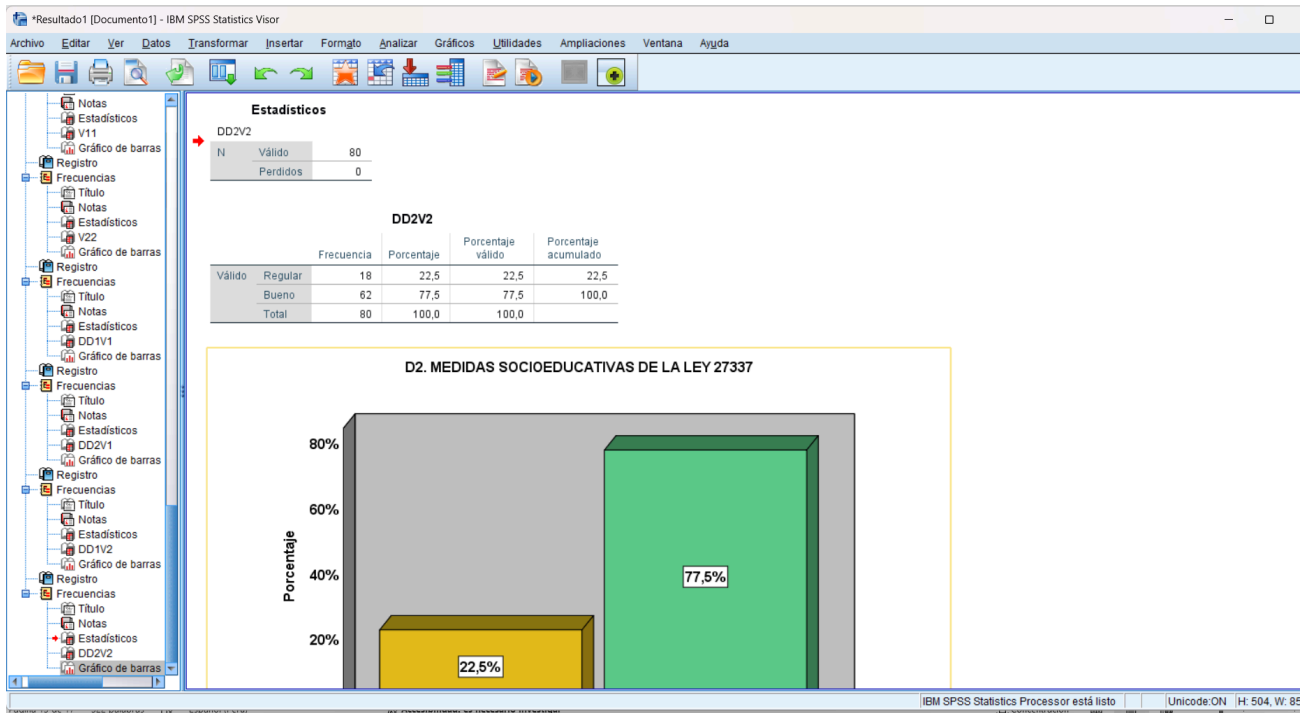 *Resultado1 [Documento1] - IBM SPSS Statistics Visor
Archivo Editar Ver Datos Transformar Insertar Formato Analizar Gráficos Utilidades Ampliaciones Ventana Ayuda
Notas
Estadísticos
V11
Gráfico de barras
Registro
Frecuencias
Título
Notas
Estadísticos
V22
Gráfico de barras
Registro
Frecuencias
Título
Notas
Estadísticos
DD1V1
Gráfico de barras
Registro
Frecuencias
Título
Notas
Estadísticos
DD2V1
Gráfico de barras
Registro
Frecuencias
Título
Notas
Estadísticos
DD1V2
Gráfico de barras
Registro
Frecuencias
Título
Notas
Estadísticos
DD2V2
Gráfico de barras
Estadísticos
DD2V2
N Válido 80
Perdidos 0
DD2V2
Frecuencia Porcentaje Porcentaje válido Porcentaje acumulado
Válido Regular 18 22,5 22,5 22,5
Bueno 62 77,5 77,5 100,0
Total 80 100,0 100,0
D2. MEDIDAS SOCIOEDUCATIVAS DE LA LEY 27337
Porcentaje
80%
60%
40%
20%
77,5%
22,5%
IBM SPSS Statistics Processor está listo Unicode:ON H: 504, W: 85